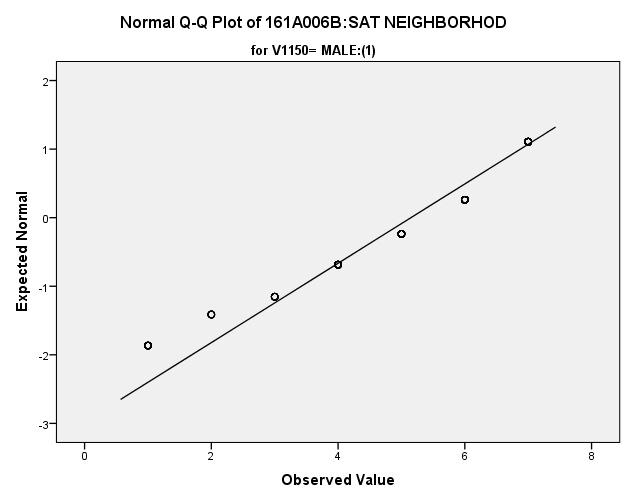 Normal Q-Q Plot of 161A006B:SAT NEIGHBORHOD
for V1150= MALE:(1)
Expected Normal
2
1
0
-1
-2
-3
0 2 4 6 8
Observed Value